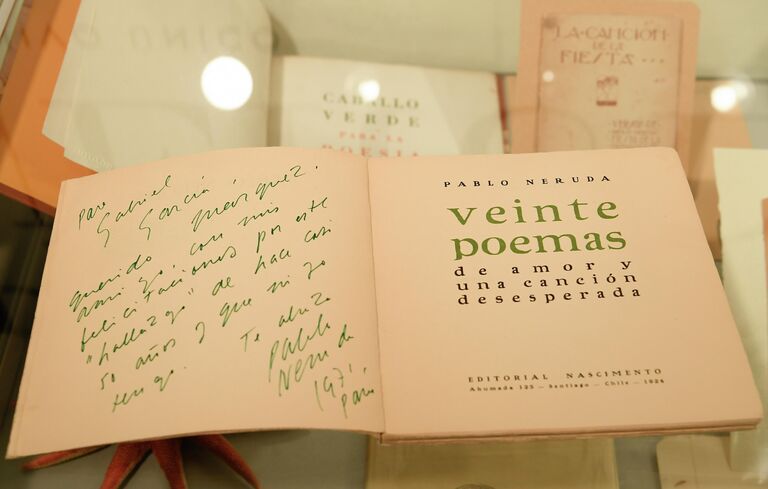 CABALLO
VERDE
PARA LA
POESIA
LA CANCIÓN
DE LA
FIESTA...
para
Gabriel
García
Márquez.
querido
amigo, con mis
felicitaciones por este
"hallazgo" de hace casi
50 años y que ni yo
tengo.
Te abraza
Pablo
Neruda
1971
París
PABLO NERUDA
veinte
poemas
de amor y
una canción
desesperada
EDITORIAL NASCIMENTO
Ahumada 125 — Santiago — Chile — 1924